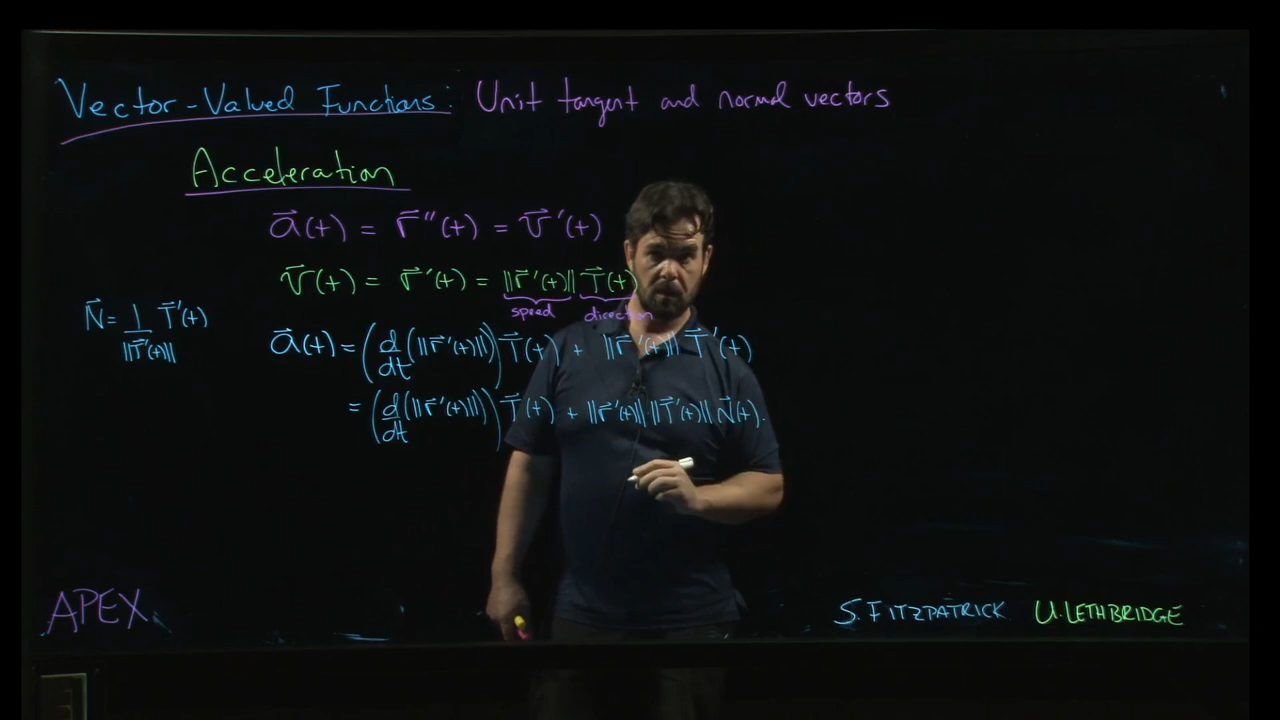 Vector-Valued Functions: Unit tangent and normal vectors
Acceleration
a⃗(t) = r⃗''(t) = v⃗'(t)
v⃗(t) = r⃗'(t) = ||r⃗'(t)|| T⃗(t)
speed direction
N⃗ = 1/||T⃗'(t)|| T⃗'(t)
a⃗(t) = (d/dt(||r⃗'(t)||)) T⃗(t) + ||r⃗'(t)|| T⃗'(t)
= (d/dt(||r⃗'(t)||)) T⃗(t) + ||r⃗'(t)|| ||T⃗'(t)|| N⃗(t).
APEX
S. FITZPATRICK U. LETHBRIDGE